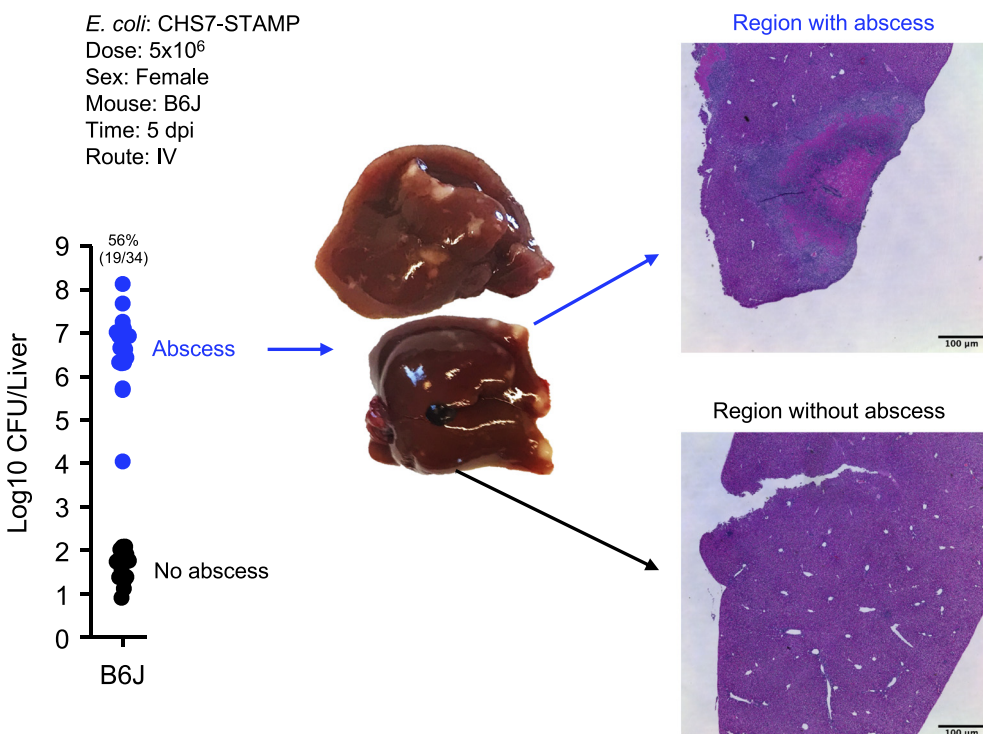 E. coli: CHS7-STAMP
Dose: 5x10⁶
Sex: Female
Mouse: B6J
Time: 5 dpi
Route: IV
Region with abscess
100 µm
56%
(19/34)
9
8
7
6
5
4
3
2
1
0
Log10 CFU/Liver
Abscess
No abscess
B6J
Region without abscess
100 µm